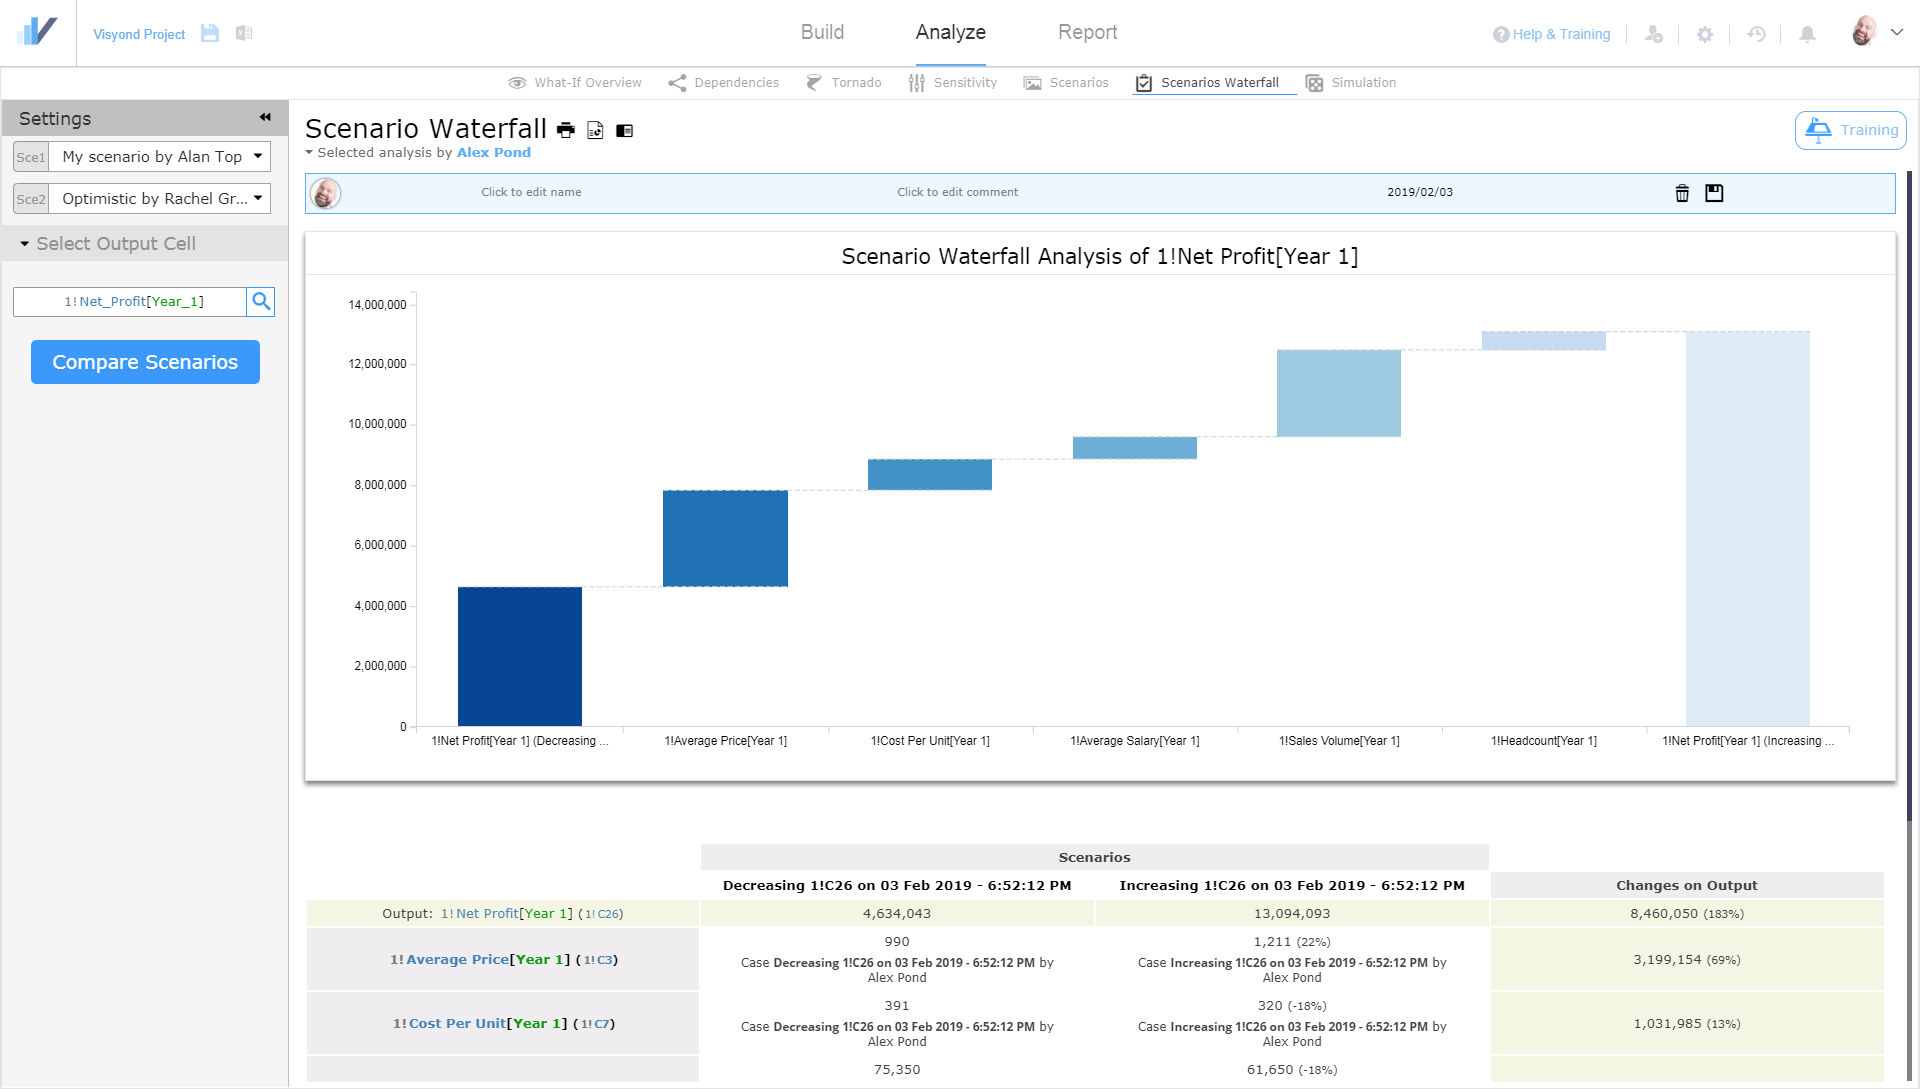 Visyond Project
Build
Analyze
Report
Help & Training
What-If Overview
Dependencies
Tornado
Sensitivity
Scenarios
Scenarios Waterfall
Simulation
Settings
Sce1 My scenario by Alan Top
Sce2 Optimistic by Rachel Gr...
Select Output Cell
1!Net_Profit[Year_1]
Compare Scenarios
Scenario Waterfall
Selected analysis by Alex Pond
Training
Click to edit name
Click to edit comment
2019/02/03
Scenario Waterfall Analysis of 1!Net Profit[Year 1]
14,000,000
12,000,000
10,000,000
8,000,000
6,000,000
4,000,000
2,000,000
0
1!Net Profit[Year 1] (Decreasing ...
1!Average Price[Year 1]
1!Cost Per Unit[Year 1]
1!Average Salary[Year 1]
1!Sales Volume[Year 1]
1!Headcount[Year 1]
1!Net Profit[Year 1] (Increasing ...
Scenarios
Decreasing 1!C26 on 03 Feb 2019 - 6:52:12 PM
Increasing 1!C26 on 03 Feb 2019 - 6:52:12 PM
Changes on Output
Output: 1!Net Profit[Year 1] (1!C26)
4,634,043
13,094,093
8,460,050 (183%)
1!Average Price[Year 1] (1!C3)
990
Case Decreasing 1!C26 on 03 Feb 2019 - 6:52:12 PM by
Alex Pond
1,211 (22%)
Case Increasing 1!C26 on 03 Feb 2019 - 6:52:12 PM by
Alex Pond
3,199,154 (69%)
1!Cost Per Unit[Year 1] (1!C7)
391
Case Decreasing 1!C26 on 03 Feb 2019 - 6:52:12 PM by
Alex Pond
320 (-18%)
Case Increasing 1!C26 on 03 Feb 2019 - 6:52:12 PM by
Alex Pond
1,031,985 (13%)
75,350
61,650 (-18%)